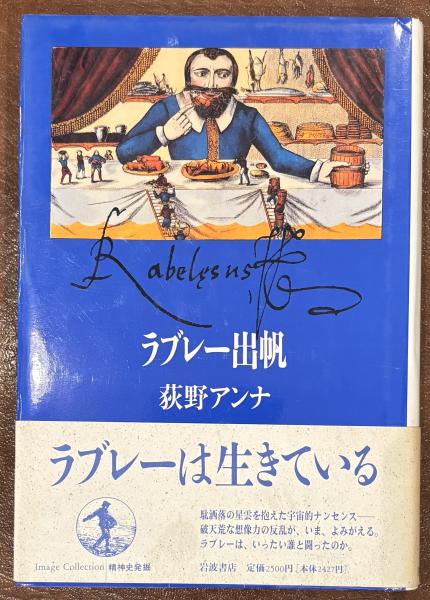 Rabelęsus
ラブレー出帆
荻野アンナ
ラブレーは生きている
駄洒落の星雲を抱えた宇宙的ナンセンス——
破天荒な想像力の反乱が、いま、よみがえる。
ラブレーは、いったい誰と闘ったのか。
Image Collection 精神史発掘
岩波書店 定価2500円［本体2427円］